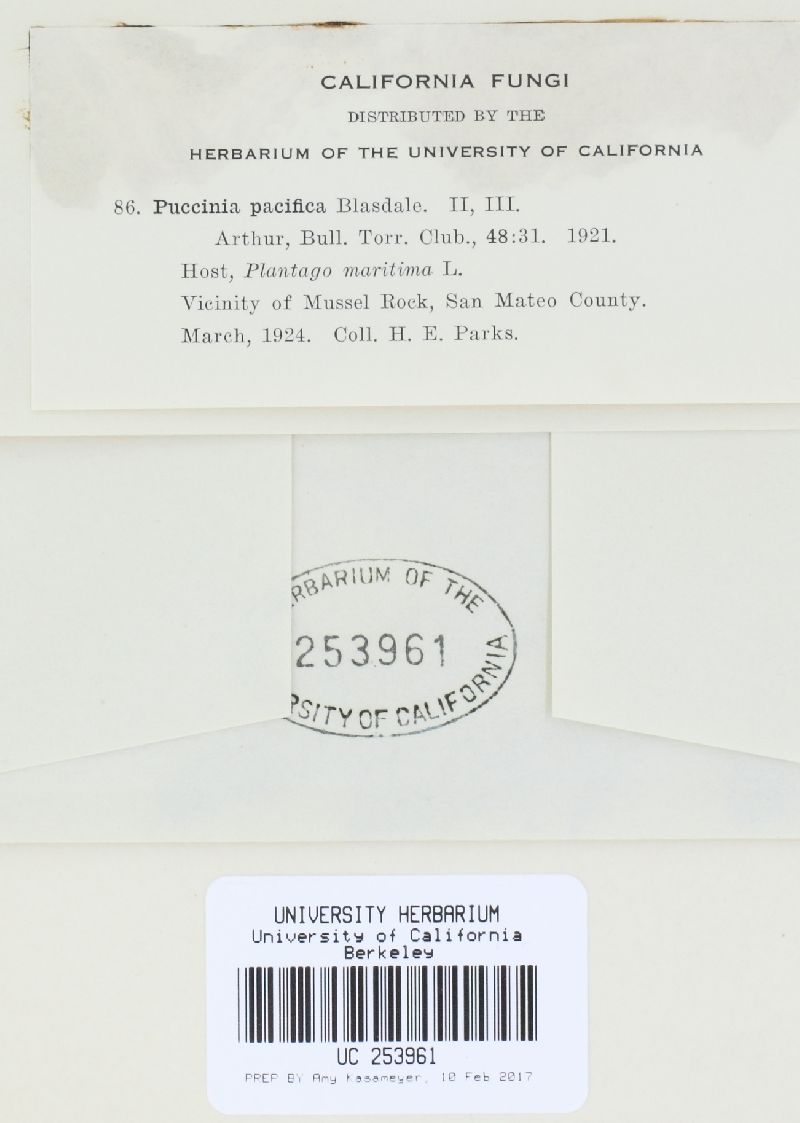 CALIFORNIA FUNGI
DISTRIBUTED BY THE
HERBARIUM OF THE UNIVERSITY OF CALIFORNIA
86. Puccinia pacifica Blasdale. II, III.
Arthur, Bull. Torr. Club., 48:31. 1921.
Host, Plantago maritima L.
Vicinity of Mussel Rock, San Mateo County.
March, 1924. Coll. H. E. Parks.
RBARIUM OF THE
253961
RSITY OF CALIFORNIA
UNIVERSITY HERBARIUM
University of California
Berkeley
UC 253961
PREP BY Amy Kasameyer, 10 Feb 2017